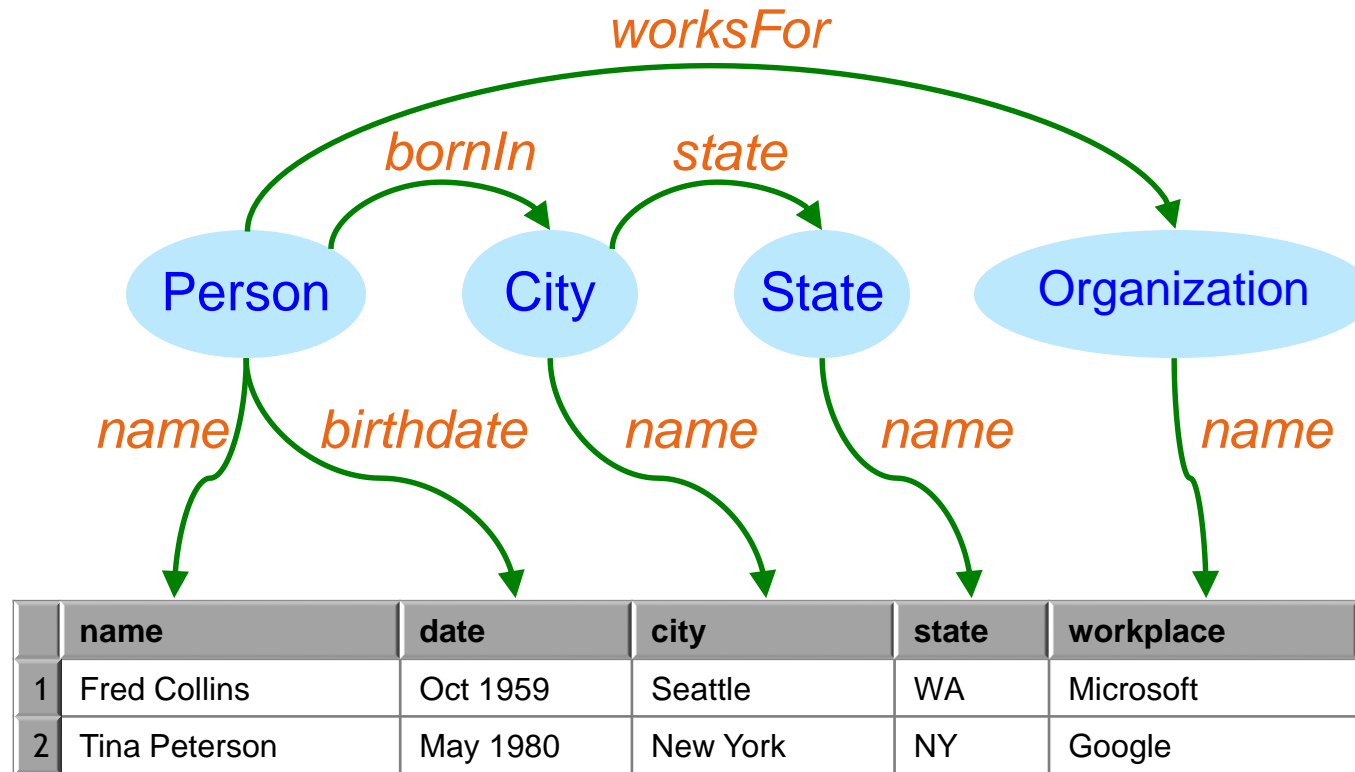 worksFor
bornIn state
Person City State Organization
name birthdate name name name
name date city state workplace
1 Fred Collins Oct 1959 Seattle WA Microsoft
2 Tina Peterson May 1980 New York NY Google